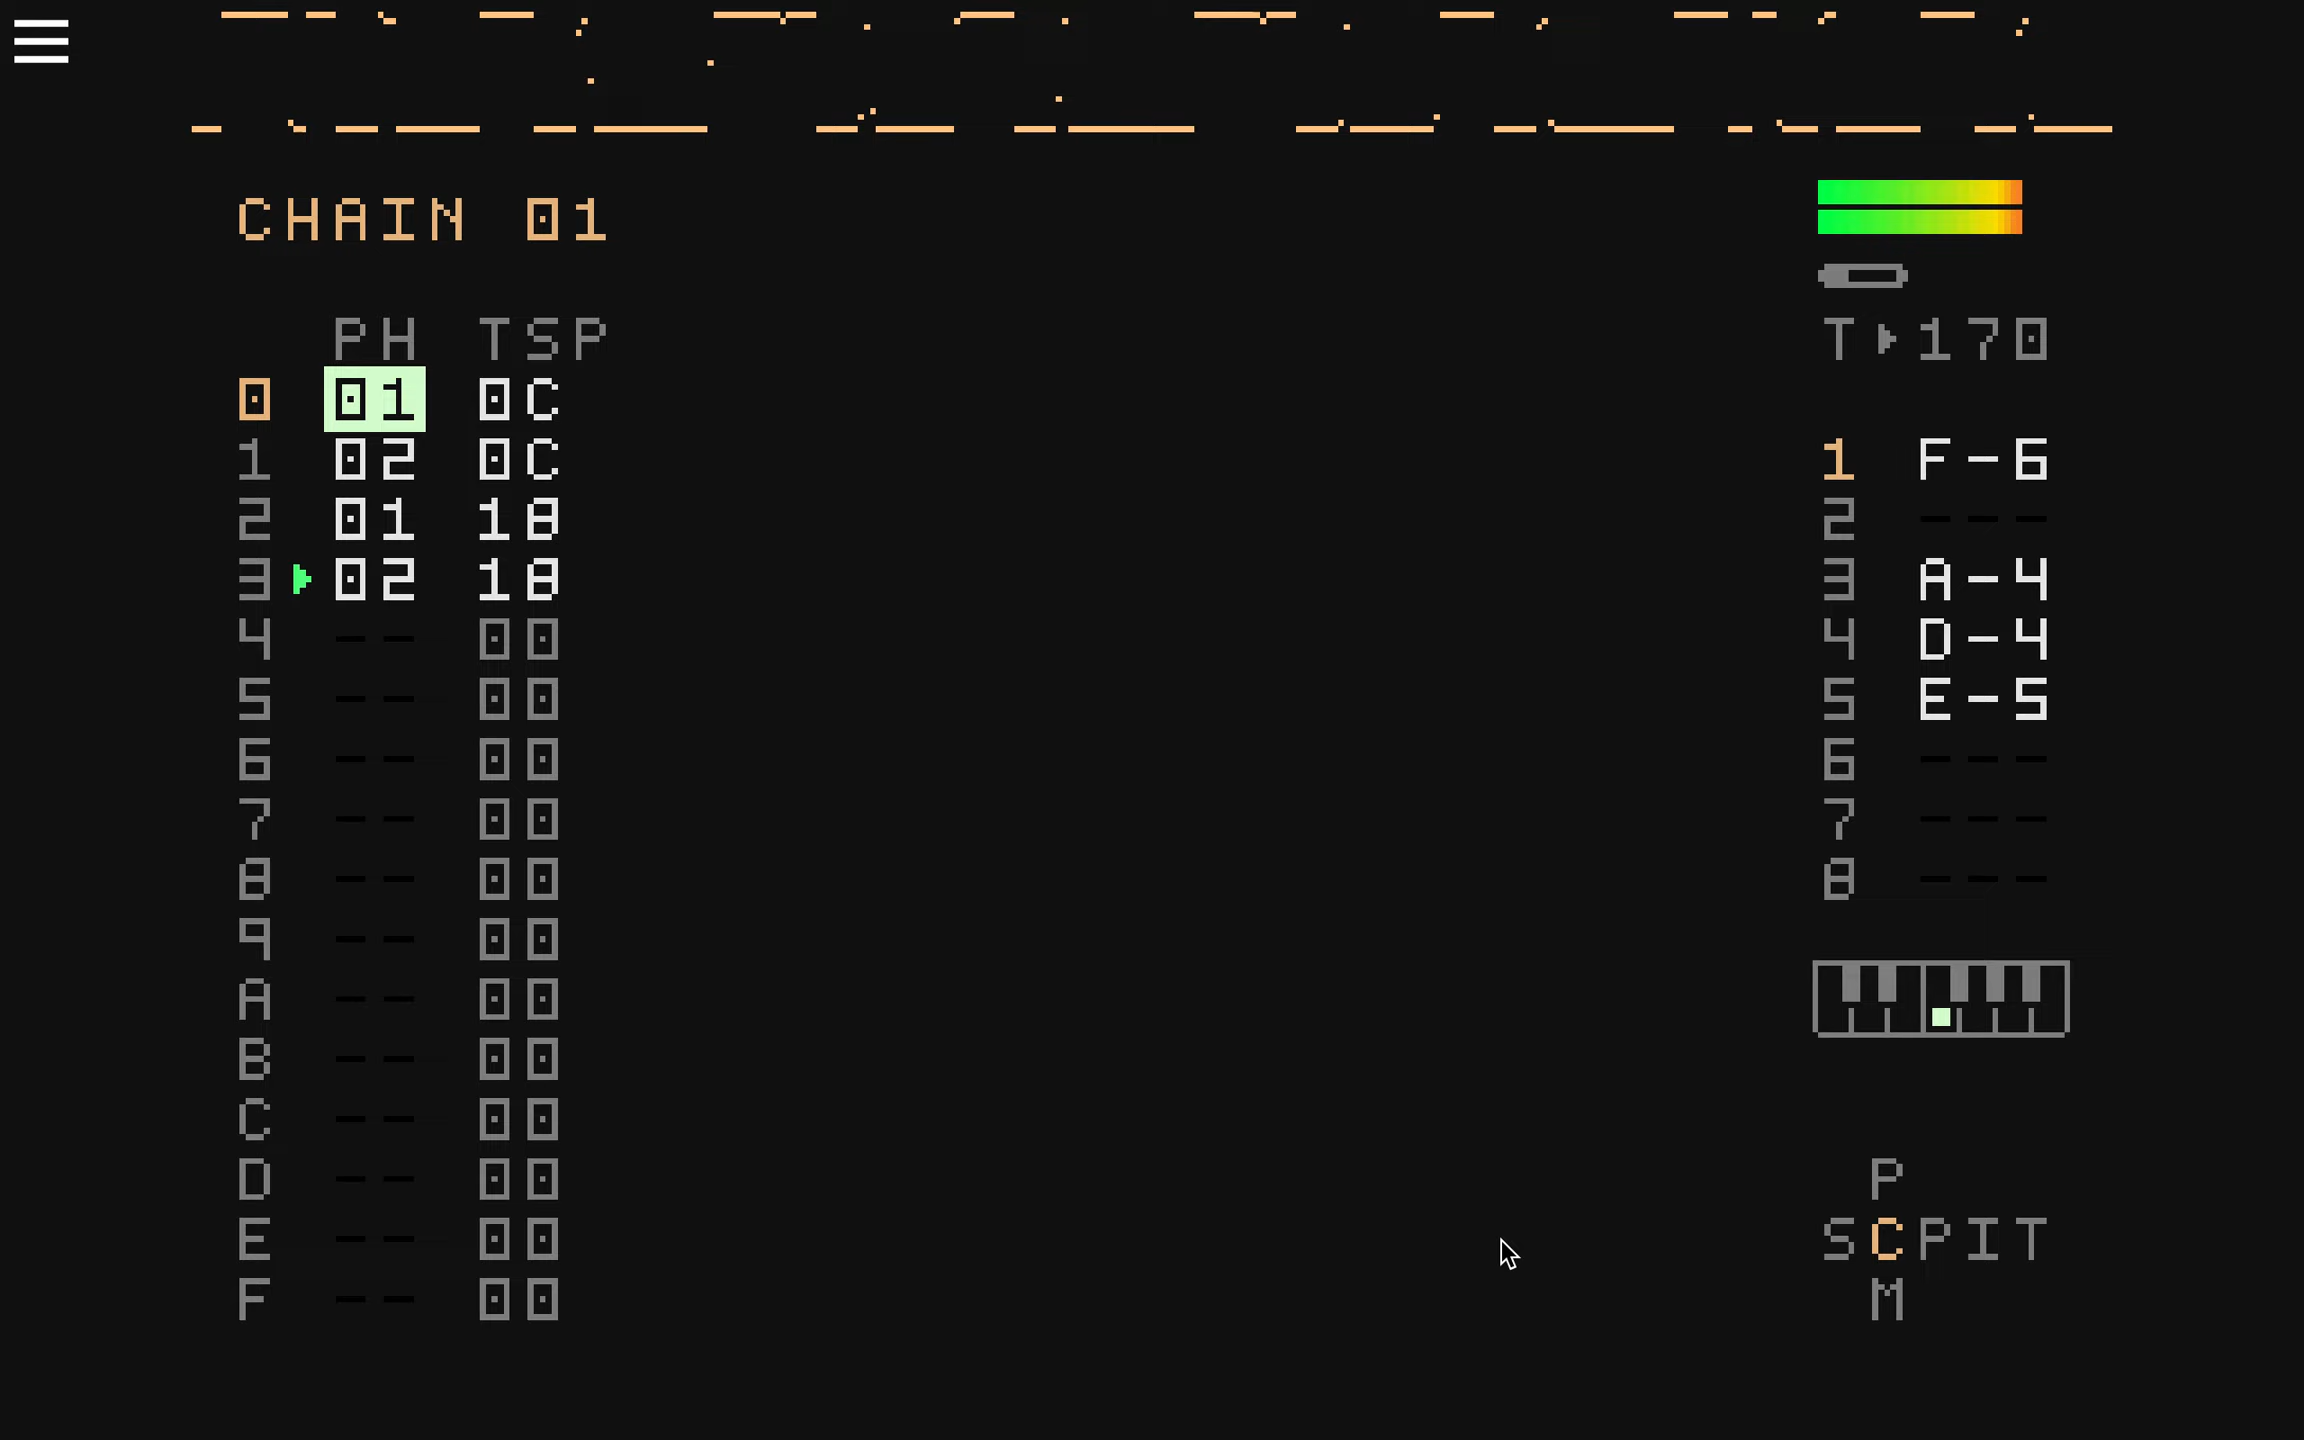 CHAIN 01
PH TSP
T 170
0 01 0C
1 02 0C 1 F-6
2 01 18 2 ---
3 02 18 3 A-4
4 -- 00 4 D-4
5 -- 00 5 E-5
6 -- 00 6 ---
7 -- 00 7 ---
8 -- 00 8 ---
9 -- 00
A -- 00
B -- 00
C -- 00
D -- 00 P
E -- 00 SCPIT
F -- 00 M